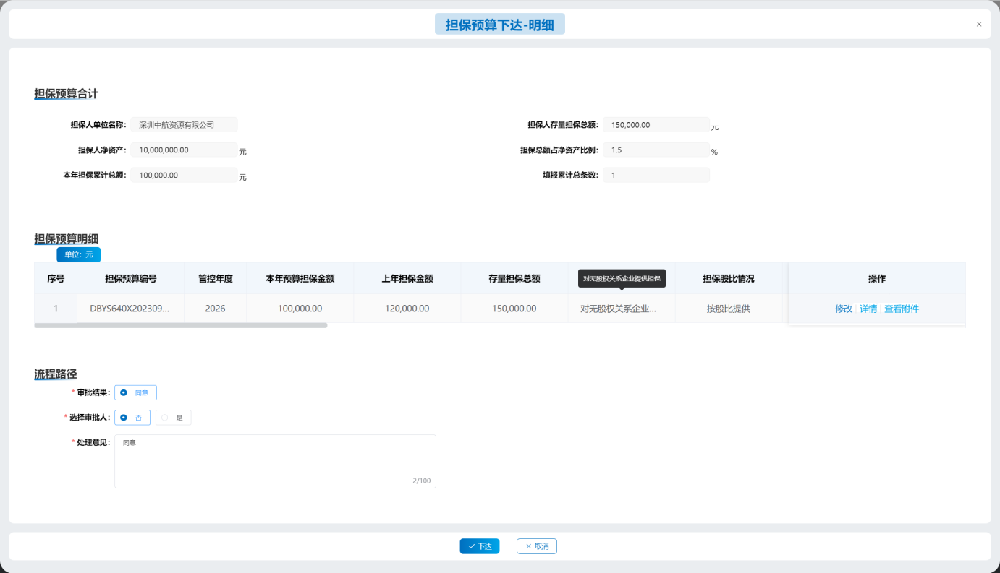 担保预算下达-明细
×
担保预算合计
担保人单位名称: 深圳中航资源有限公司
担保人存量担保总额: 150,000.00 元
担保人净资产: 10,000,000.00 元
担保总额占净资产比例: 1.5 %
本年担保累计总额: 100,000.00 元
填报累计总条数: 1
担保预算明细
单位：元
序号 担保预算编号 管控年度 本年预算担保金额 上年担保金额 存量担保总额 对无股权关系企业提供担保 担保股比情况 操作
1 DBYS640X202309... 2026 100,000.00 120,000.00 150,000.00 对无股权关系企业... 按股比提供 修改 详情 查看附件
流程路径
* 审批结果: 同意
* 选择审批人: 否 是
* 处理意见: 同意
2/100
下达 取消